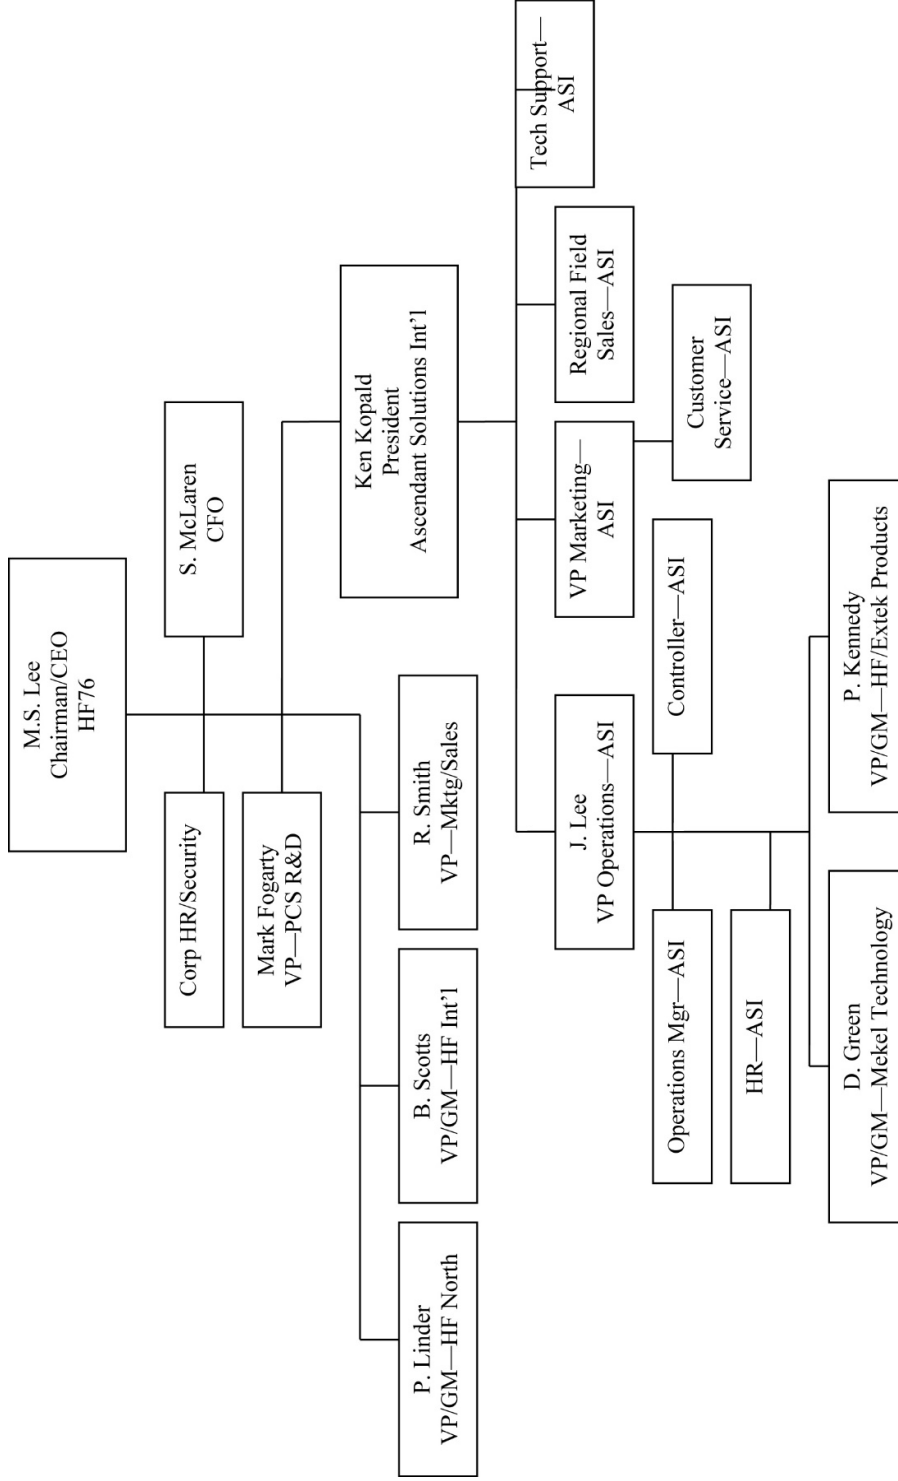 M.S. Lee
Chairman/CEO
HF76
Corp HR/Security
S. McLaren
CFO
Mark Fogarty
VP—PCS R&D
Ken Kopald
President
Ascendant Solutions Int’l
P. Linder
VP/GM—HF North
B. Scotts
VP/GM—HF Int’l
R. Smith
VP—Mktg/Sales
J. Lee
VP Operations—ASI
VP Marketing—
ASI
Regional Field
Sales—ASI
Tech Support—
ASI
Operations Mgr—ASI
Controller—ASI
Customer
Service—ASI
HR—ASI
D. Green
VP/GM—Mekel Technology
P. Kennedy
VP/GM—HF/Extek Products